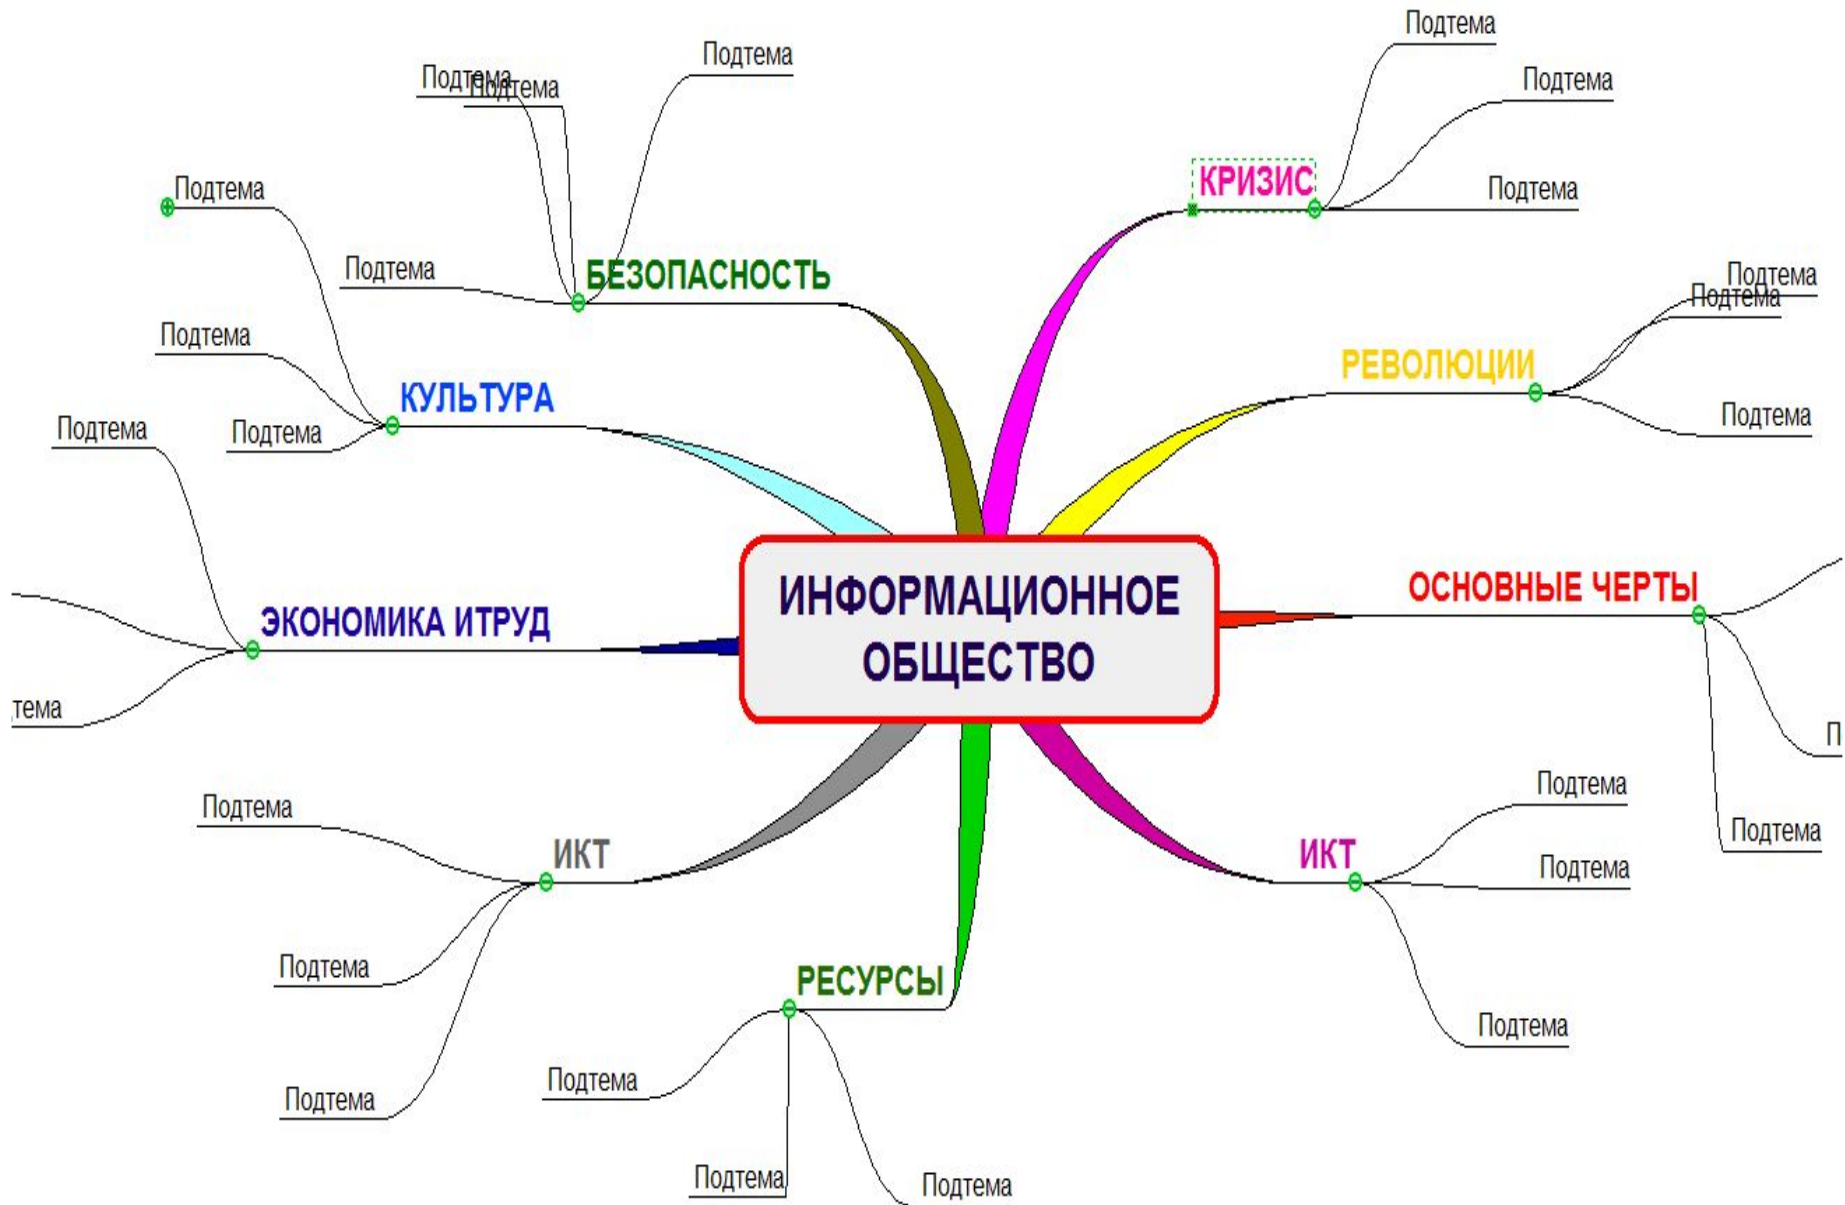 Подтема
Подтема
Подтема
Подтема
Подтема
КРИЗИС
Подтема
Подтема
Подтема
БЕЗОПАСНОСТЬ
Подтема
Подтема
Подтема
Подтема
РЕВОЛЮЦИИ
Подтема
КУЛЬТУРА
Подтема
Подтема
Подтема
ИНФОРМАЦИОННОЕ
ОБЩЕСТВО
ОСНОВНЫЕ ЧЕРТЫ
ЭКОНОМИКА ИТРУД
тема
П
Подтема
Подтема
Подтема
ИКТ
ИКТ
Подтема
Подтема
РЕСУРСЫ
Подтема
Подтема
Подтема
Подтема
Подтема